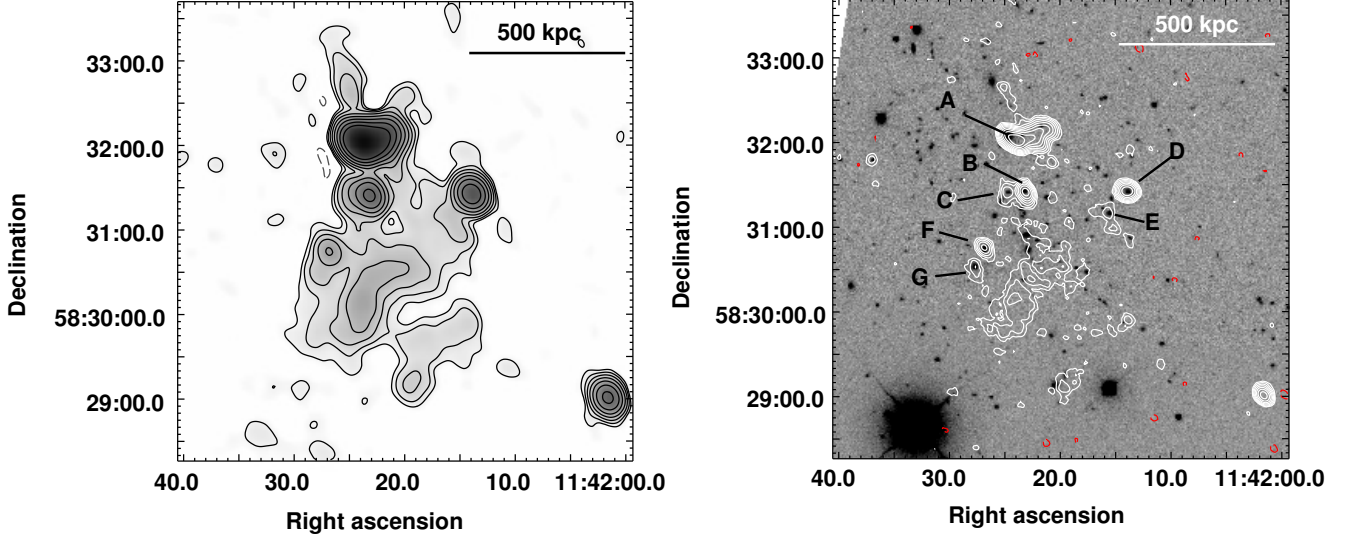 500 kpc
33:00.0
32:00.0
31:00.0
58:30:00.0
29:00.0
Declination
40.0 30.0 20.0 10.0 11:42:00.0
Right ascension
500 kpc
33:00.0
32:00.0
31:00.0
58:30:00.0
29:00.0
Declination
A
B
C
D
E
F
G
40.0 30.0 20.0 10.0 11:42:00.0
Right ascension